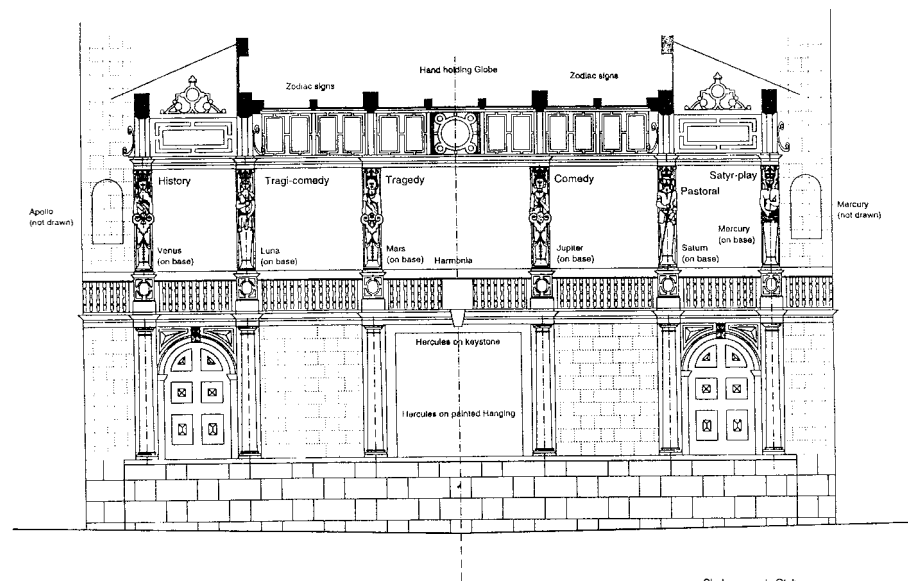 Hand holding Globe
Zodiac signs
Zodiac signs
History
Tragi-comedy
Tragedy
Comedy
Satyr-play
Pastoral
Apollo
(not drawn)
Mercury
(not drawn)
Venus
(on base)
Luna
(on base)
Mars
(on base)
Harmonia
Jupiter
(on base)
Saturn
(on base)
Mercury
(on base)
Hercules on keystone
Hercules on painted Hanging